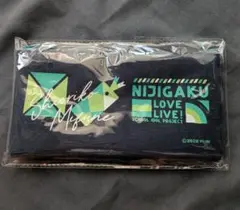 Shioriko
Mifune
NIJIGAKU
LOVE
LIVE!
SCHOOL IDOL PROJECT